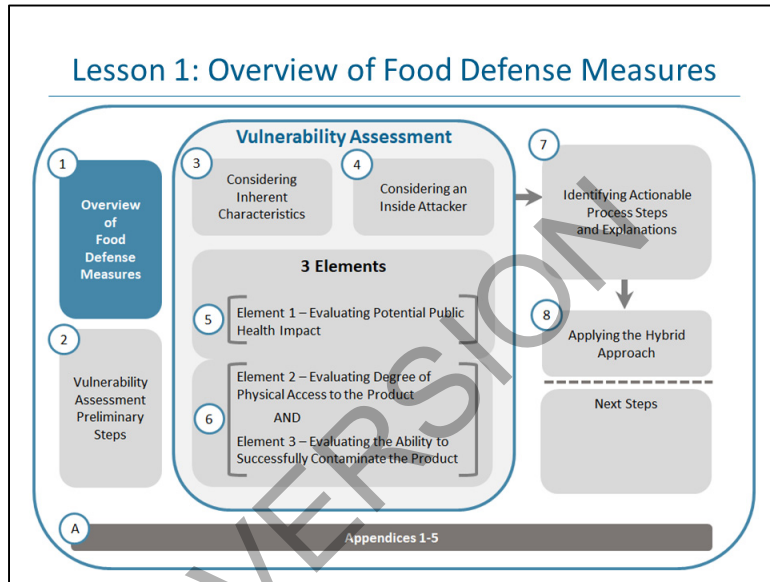 Lesson 1: Overview of Food Defense Measures
1
Overview
of
Food
Defense
Measures
2
Vulnerability
Assessment
Preliminary
Steps
Vulnerability Assessment
3
Considering
Inherent
Characteristics
4
Considering an
Inside Attacker
3 Elements
5
Element 1 – Evaluating Potential Public
Health Impact
6
Element 2 – Evaluating Degree of
Physical Access to the Product
AND
Element 3 – Evaluating the Ability to
Successfully Contaminate the Product
7
Identifying Actionable
Process Steps
and Explanations
8
Applying the Hybrid
Approach
Next Steps
A
Appendices 1-5
VERSION